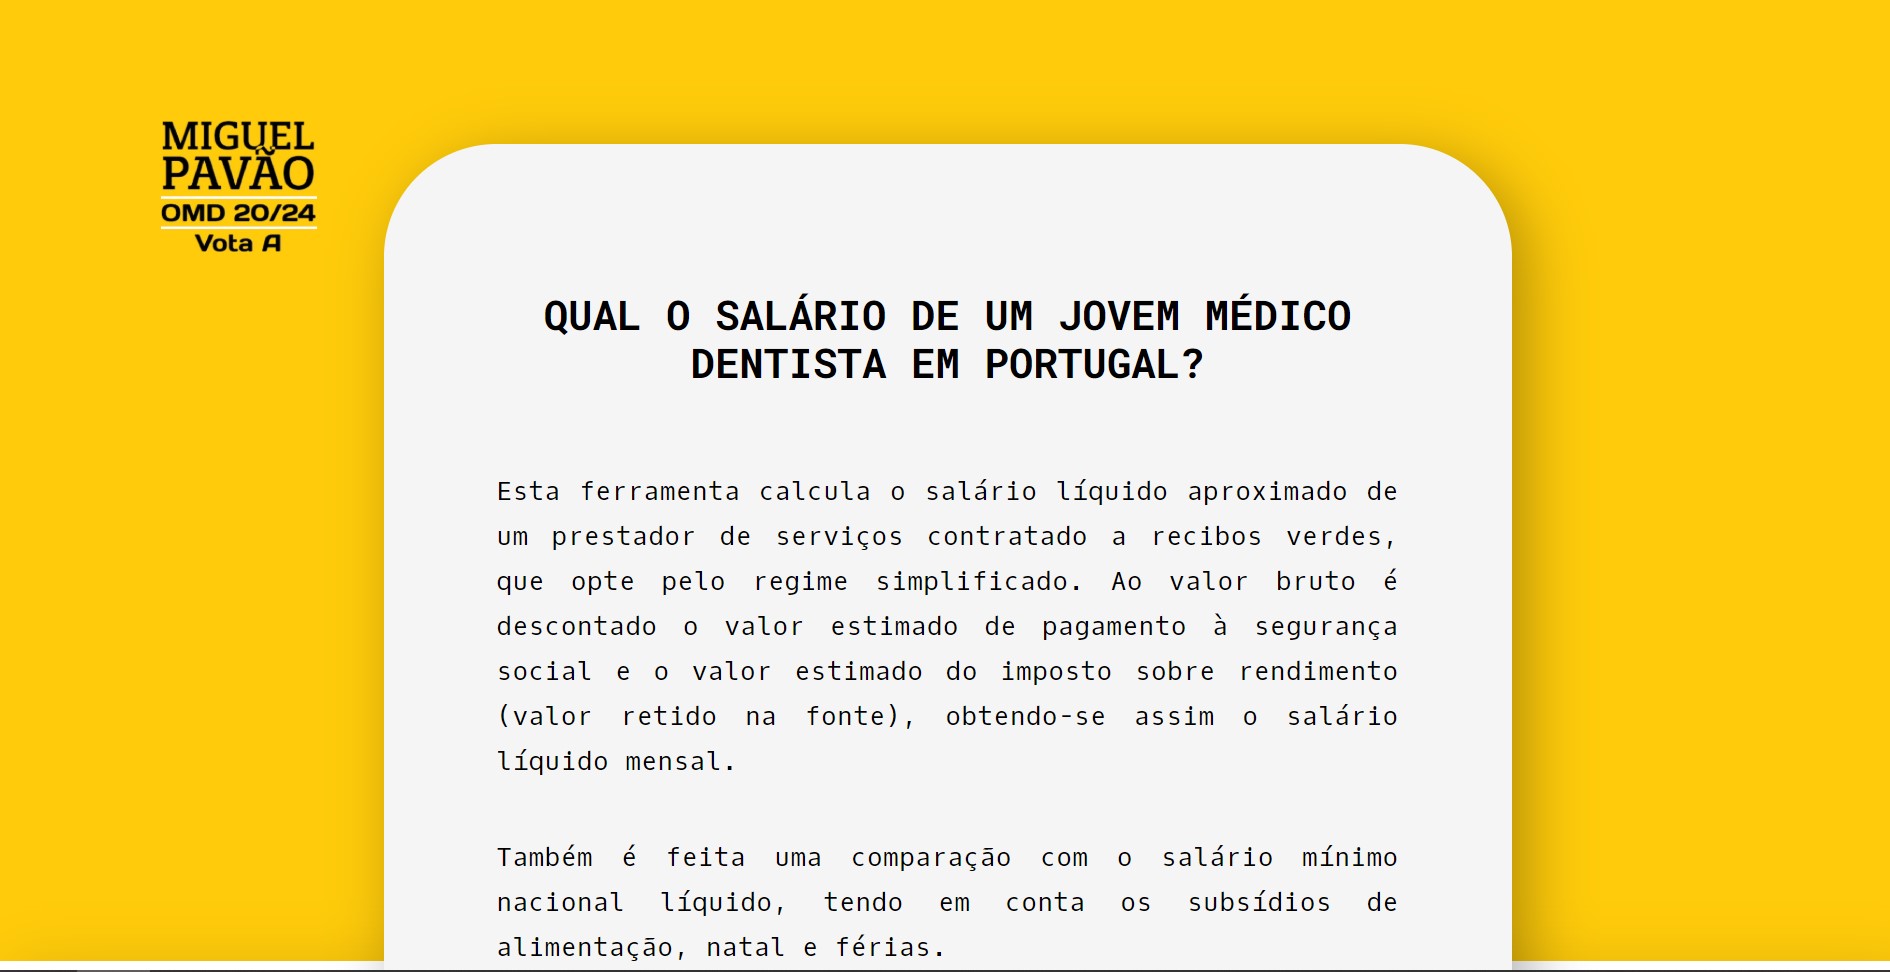 MIGUEL
PAVÃO
OMD 20/24
Vota A
QUAL O SALÁRIO DE UM JOVEM MÉDICO
DENTISTA EM PORTUGAL?
Esta ferramenta calcula o salário líquido aproximado de
um prestador de serviços contratado a recibos verdes,
que opte pelo regime simplificado. Ao valor bruto é
descontado o valor estimado de pagamento à segurança
social e o valor estimado do imposto sobre rendimento
(valor retido na fonte), obtendo-se assim o salário
líquido mensal.
Também é feita uma comparação com o salário mínimo
nacional líquido, tendo em conta os subsídios de
alimentação, natal e férias.